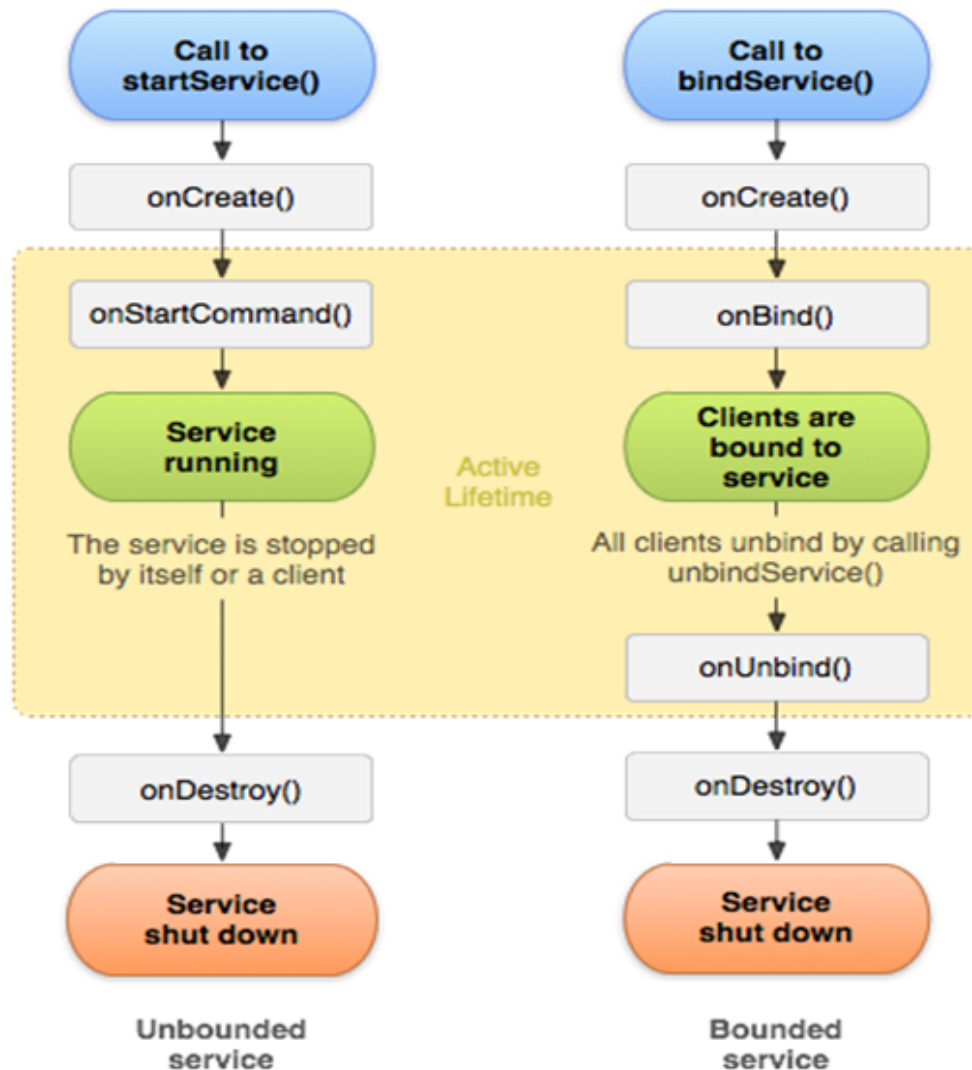 Call to
startService()
onCreate()
onStartCommand()
Service
running
The service is stopped
by itself or a client
onDestroy()
Service
shut down
Unbounded
service
Active
Lifetime
Call to
bindService()
onCreate()
onBind()
Clients are
bound to
service
All clients unbind by calling
unbindService()
onUnbind()
onDestroy()
Service
shut down
Bounded
service